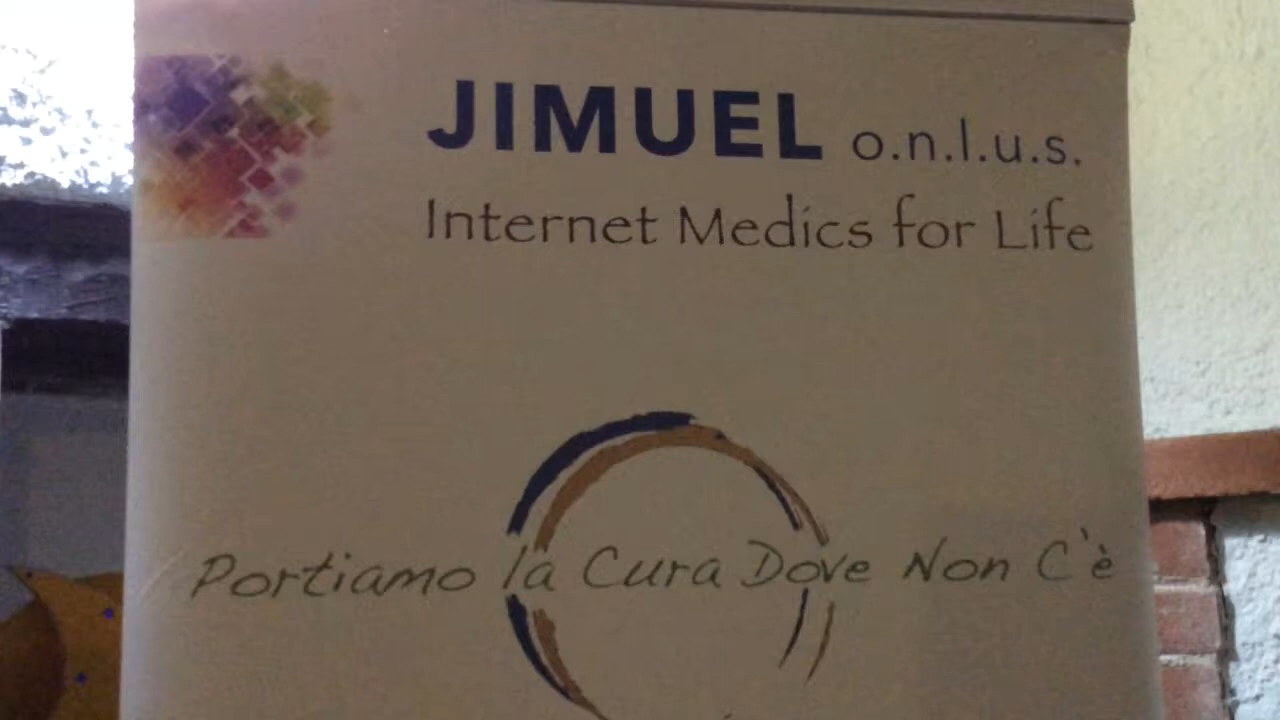 JIMUEL o.n.l.u.s.
Internet Medics for Life
Portiamo la Cura Dove Non C'è